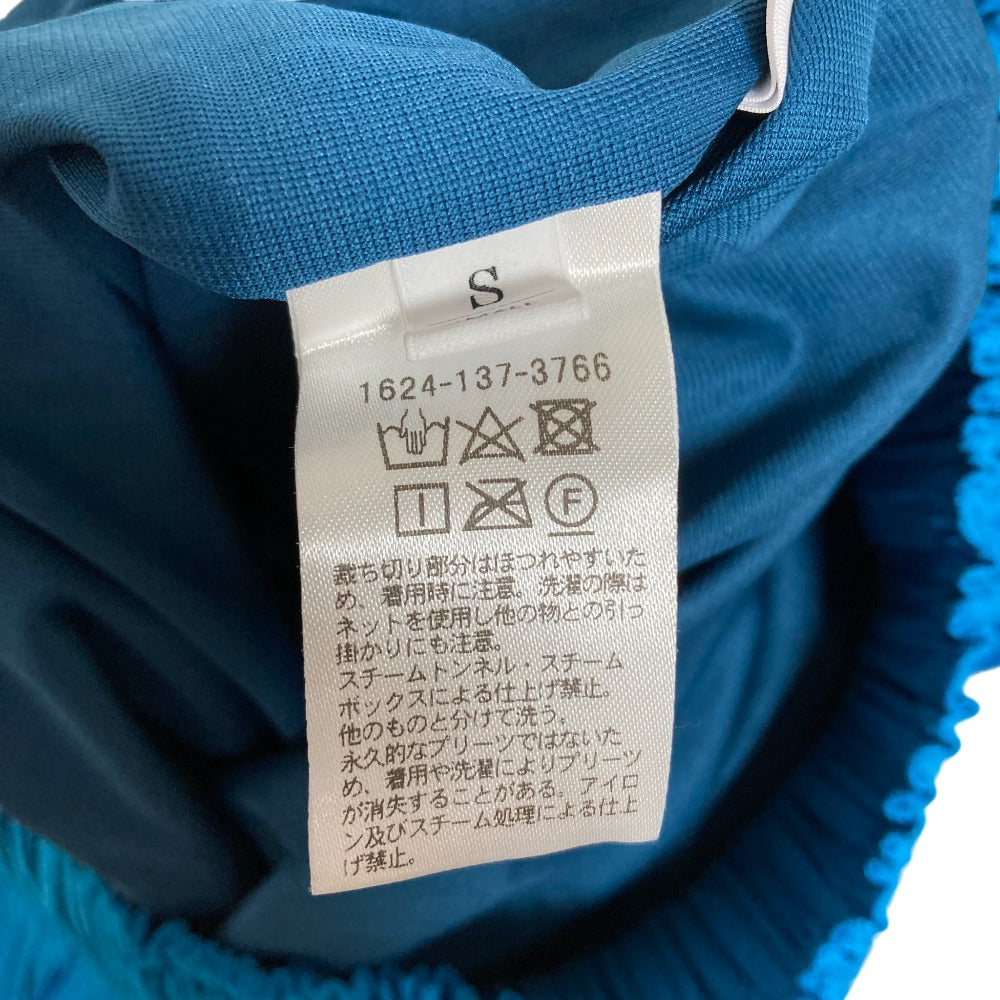 S
1624-137-3766
F
裁ち切り部分はほつれやすいた
め、着用時に注意。洗濯の際は
ネットを使用し他の物との引っ
掛かりにも注意。
スチームトンネル・スチーム
ボックスによる仕上げ禁止。
他のものと分けて洗う。
永久的なプリーツではないた
め、着用や洗濯によりプリーツ
が消失することがある。アイロ
ン及びスチーム処理による仕上
げ禁止。